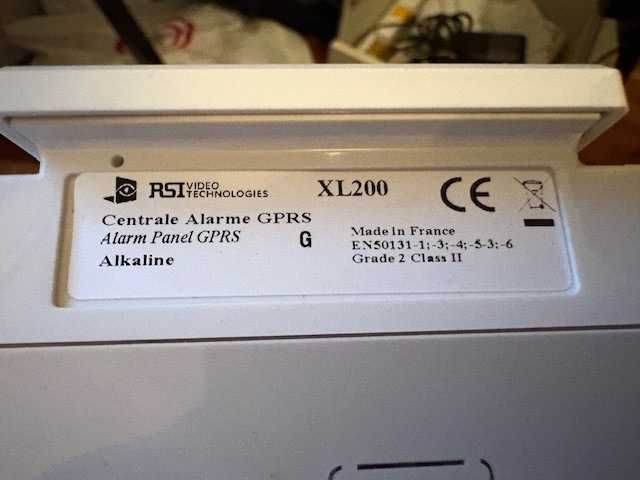 RSI VIDEO TECHNOLOGIES
XL200
CE
Centrale Alarme GPRS
Alarm Panel GPRS
G
Alkaline
Made in France
EN50131-1;-3;-4;-5-3;-6
Grade 2 Class II